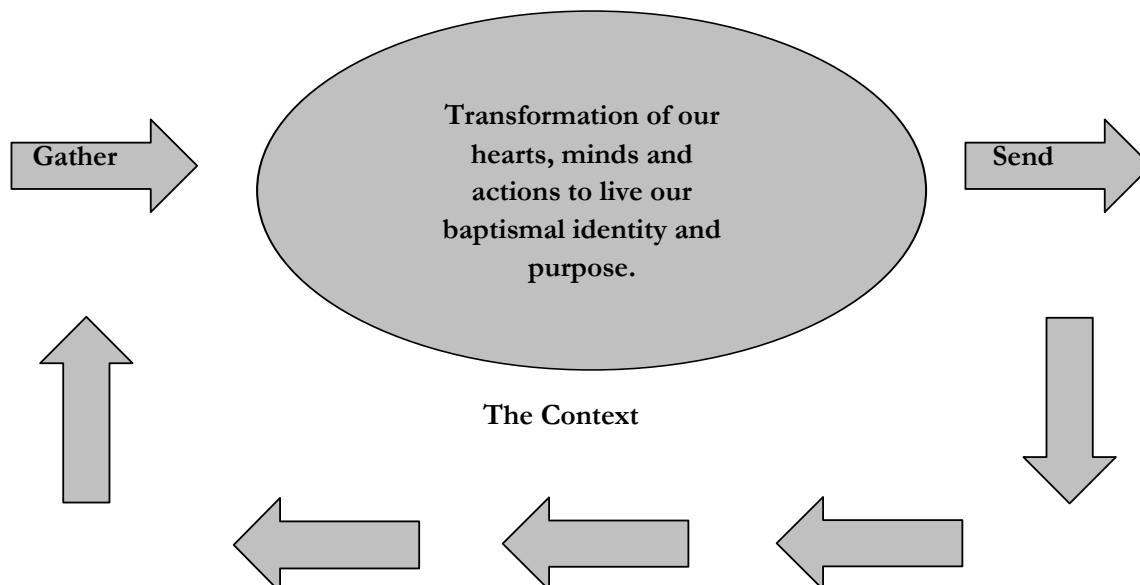 Gather
Transformation of our
hearts, minds and
actions to live our
baptismal identity and
purpose.
Send
The Context